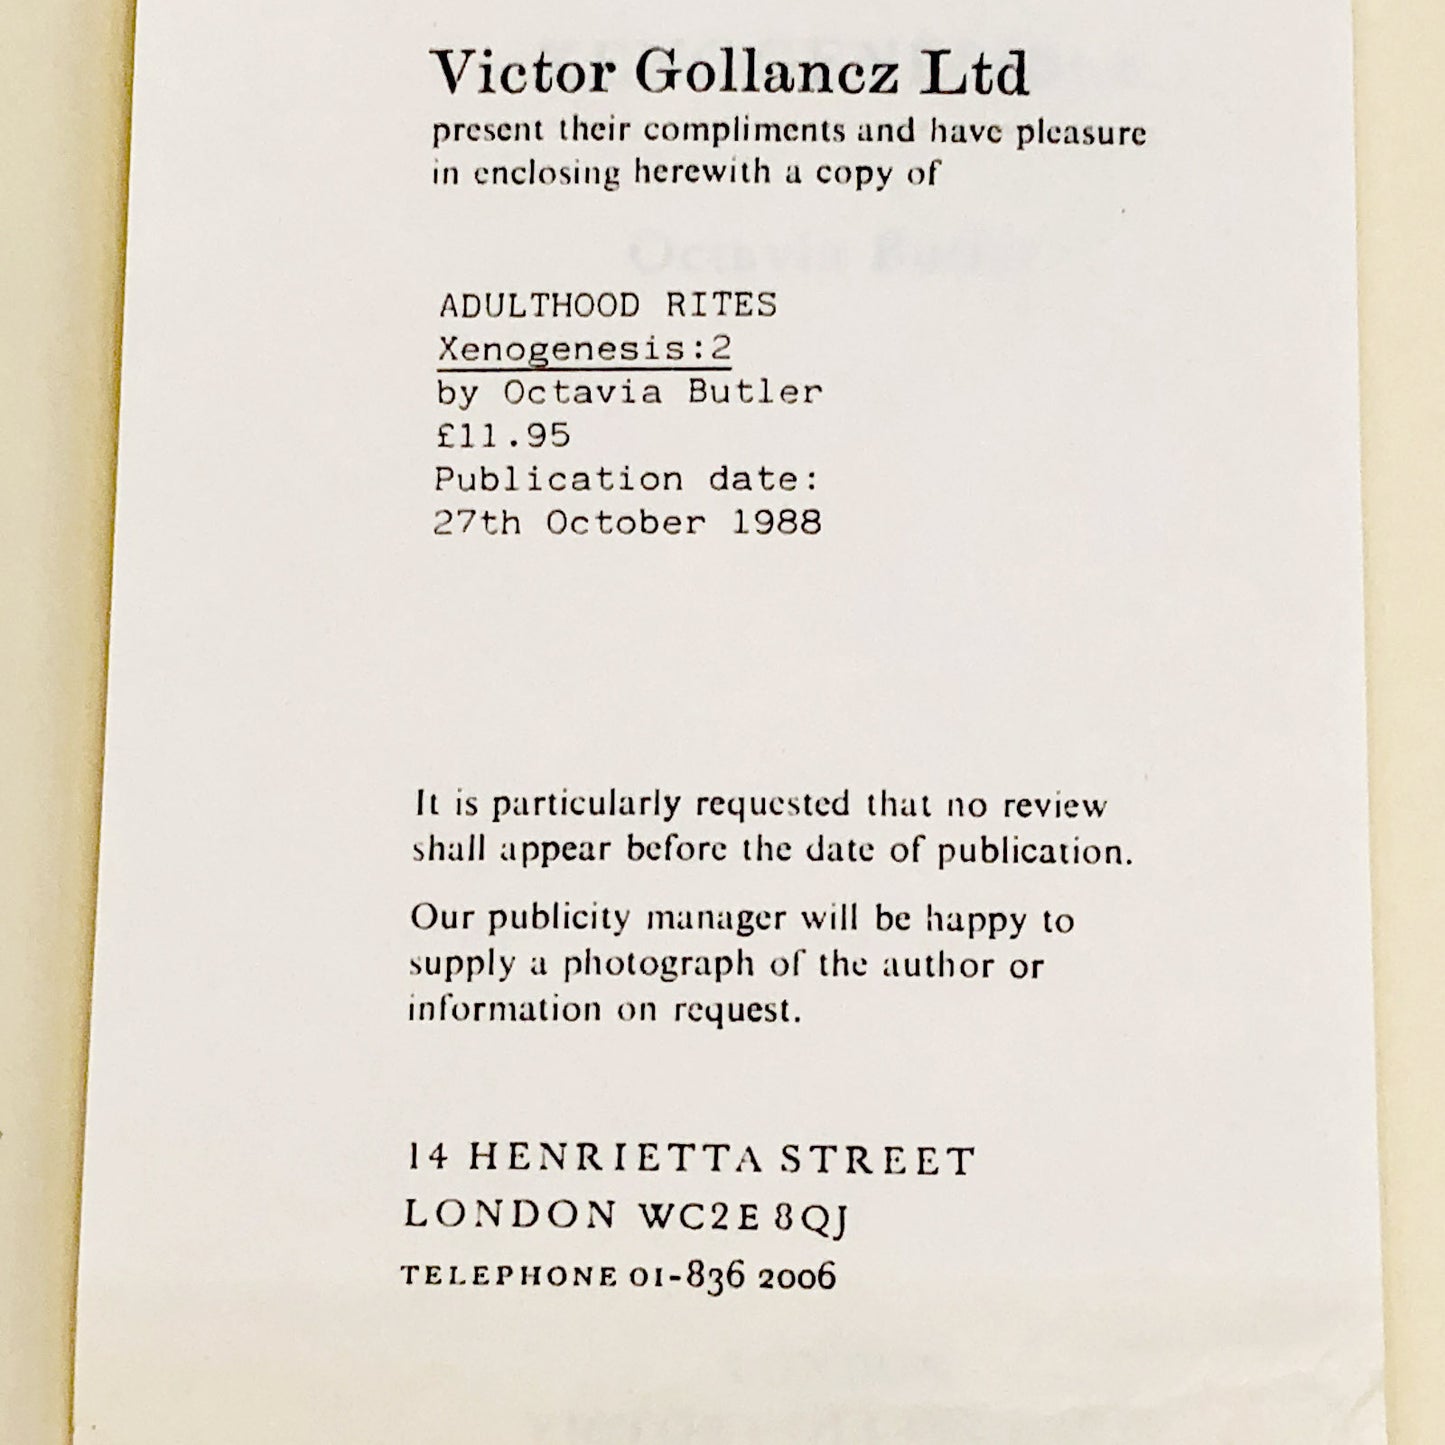 Victor Gollancz Ltd
present their compliments and have pleasure
in enclosing herewith a copy of
Octavia Butler
ADULTHOOD RITES
Xenogenesis:2
by Octavia Butler
£11.95
Publication date:
27th October 1988
It is particularly requested that no review
shall appear before the date of publication.
Our publicity manager will be happy to
supply a photograph of the author or
information on request.
14 HENRIETTA STREET
LONDON WC2E 8QJ
TELEPHONE 01-836 2006